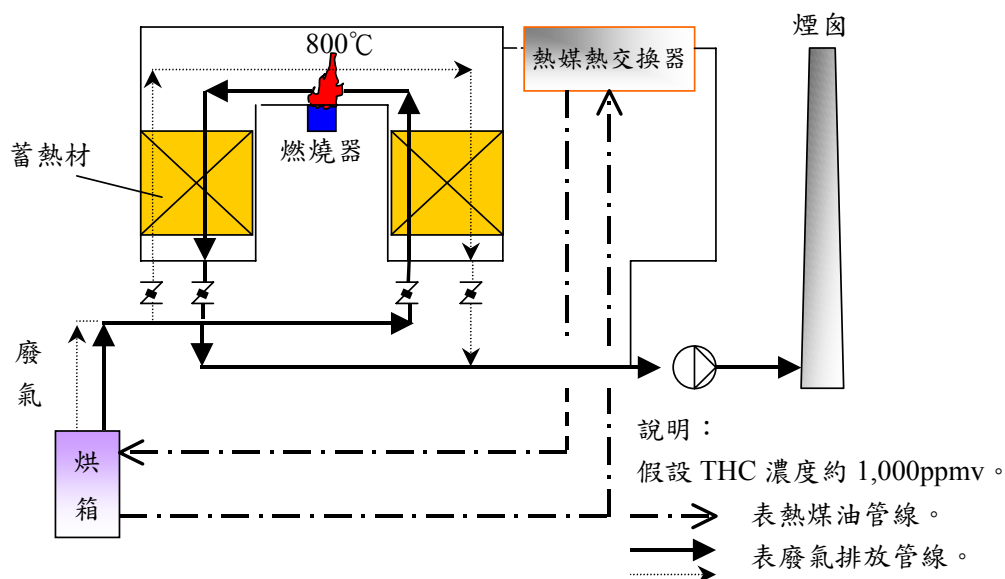 煙囪
800℃
熱媒熱交換器
燃燒器
蓄熱材
廢氣
烘箱
說明：
假設 THC 濃度約 1,000ppmv。
表熱煤油管線。
表廢氣排放管線。